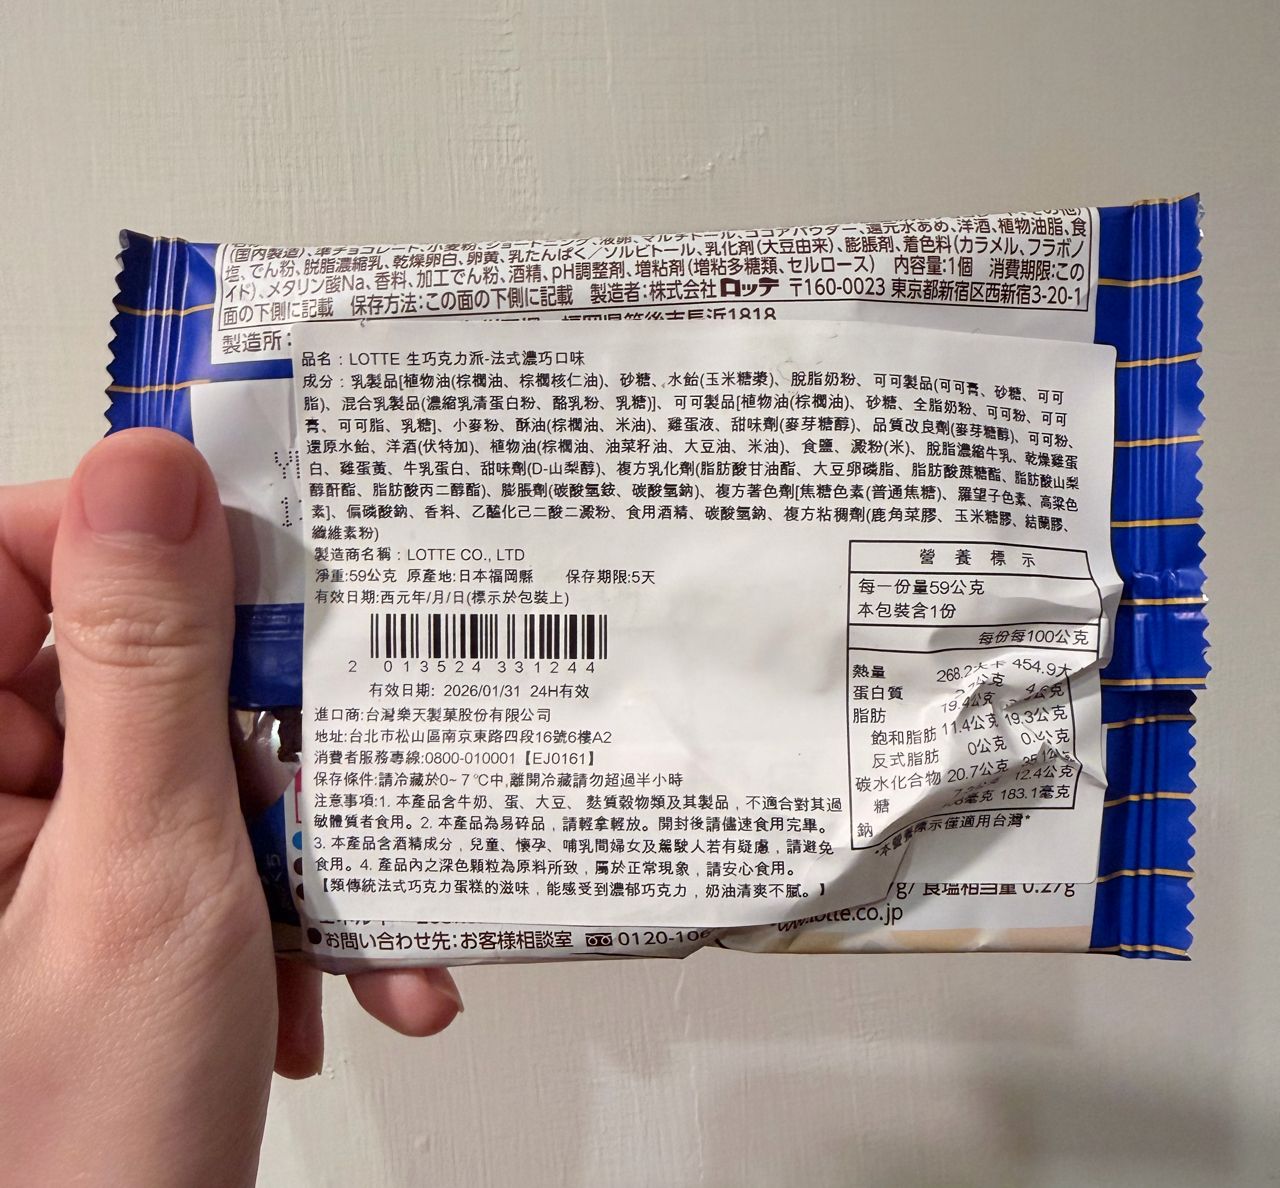 (国内製造)、準チョコレート、小麦粉、ショートニング、液卵、マルチトール、ココアパウダー、還元水あめ、洋酒、植物油脂、食
塩、でん粉、脱脂濃縮乳、乾燥卵白、卵黄、乳たんぱく／ソルビトール、乳化剤(大豆由来)、膨脹剤、着色料(カラメル、フラボノ
イド)、メタリン酸Na、香料、加工でん粉、酒精、pH調整剤、増粘剤(増粘多糖類、セルロース) 内容量:1個 消費期限:この
面の下側に記載 保存方法:この面の下側に記載 製造者:株式会社ロッテ 〒160-0023 東京都新宿区西新宿3-20-1
製造所: 福岡県筑後市長浜1818
品名：LOTTE 生巧克力派-法式濃巧口味
成分：乳製品[植物油(棕櫚油、棕櫚核仁油)、砂糖、水飴(玉米糖漿)、脫脂奶粉、可可製品(可可膏、砂糖、可可
脂)、混合乳製品(濃縮乳清蛋白粉、酪乳粉、乳糖)]、可可製品[植物油(棕櫚油)、砂糖、全脂奶粉、可可粉、可可
膏、可可脂、乳糖]、小麥粉、酥油(棕櫚油、米油)、雞蛋液、甜味劑(麥芽糖醇)、品質改良劑(麥芽糖醇)、可可粉、
還原水飴、洋酒(伏特加)、植物油(棕櫚油、油菜籽油、大豆油、米油)、食鹽、澱粉(米)、脫脂濃縮牛乳、乾燥雞蛋
白、雞蛋黃、牛乳蛋白、甜味劑(D-山梨醇)、複方乳化劑(脂肪酸甘油酯、大豆卵磷脂、脂肪酸蔗糖酯、脂肪酸山梨
醇酐酯、脂肪酸丙二醇酯)、膨脹劑(碳酸氫銨、碳酸氫鈉)、複方著色劑[焦糖色素(普通焦糖)、羅望子色素、高粱色
素]、偏磷酸鈉、香料、乙醯化己二酸二澱粉、食用酒精、碳酸氫鈉、複方粘稠劑(鹿角菜膠、玉米糖膠、結蘭膠、
纖維素粉)
製造商名稱：LOTTE CO., LTD
淨重:59公克 原產地:日本福岡縣 保存期限:5天
有效日期:西元年/月/日(標示於包裝上)
2 013524 331244
有效日期: 2026/01/31 24H有效
進口商:台灣樂天製菓股份有限公司
地址:台北市松山區南京東路四段16號6樓A2
消費者服務專線:0800-010001【EJ0161】
保存條件:請冷藏於0~7℃中,離開冷藏請勿超過半小時
注意事項:1. 本產品含牛奶、蛋、大豆、麩質穀物類及其製品，不適合對其過
敏體質者食用。2. 本產品為易碎品，請輕拿輕放。開封後請儘速食用完畢。
3. 本產品含酒精成分，兒童、懷孕、哺乳間婦女及駕駛人若有疑慮，請避免
食用。4. 產品內之深色顆粒為原料所致，屬於正常現象，請安心食用。
【類傳統法式巧克力蛋糕的滋味，能感受到濃郁巧克力，奶油清爽不膩。】
營養標示
每一份量59公克
本包裝含1份
每份每100公克
熱量 268.2大卡 454.9大
蛋白質 公克 公克
脂肪 19.4公克
飽和脂肪 11.4公克 19.3公克
反式脂肪 0公克 公克
碳水化合物 20.7公克
糖 12.4公克
鈉 毫克 183.1毫克
*本營養標示僅適用台灣*
/g/ 食塩相当量 0.27g
www.lotte.co.jp
●お問い合わせ先:お客様相談室 0120-10